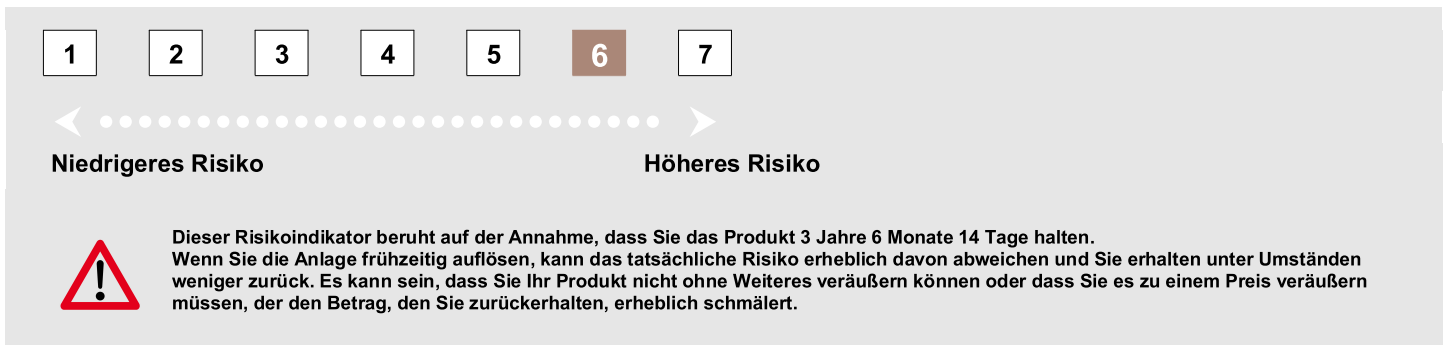 1 2 3 4 5 6 7
Niedrigeres Risiko Höheres Risiko
Dieser Risikoindikator beruht auf der Annahme, dass Sie das Produkt 3 Jahre 6 Monate 14 Tage halten.
Wenn Sie die Anlage frühzeitig auflösen, kann das tatsächliche Risiko erheblich davon abweichen und Sie erhalten unter Umständen
weniger zurück. Es kann sein, dass Sie Ihr Produkt nicht ohne Weiteres veräußern können oder dass Sie es zu einem Preis veräußern
müssen, der den Betrag, den Sie zurückerhalten, erheblich schmälert.